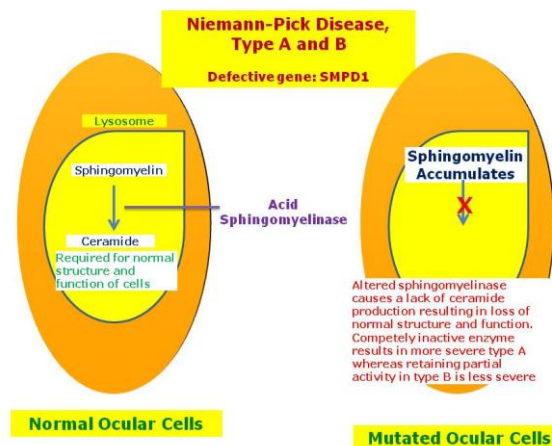 Niemann-Pick Disease,
Type A and B
Defective gene: SMPD1
Lysosome
Sphingomyelin
Acid
Sphingomyelinase
Ceramide
Required for normal
structure and
function of cells
Normal Ocular Cells
Sphingomyelin
Accumulates
X
Altered sphingomyelinase
causes a lack of ceramide
production resulting in loss of
normal structure and function.
Competely inactive enzyme
results in more severe type A
whereas retaining partial
activity in type B is less severe
Mutated Ocular Cells